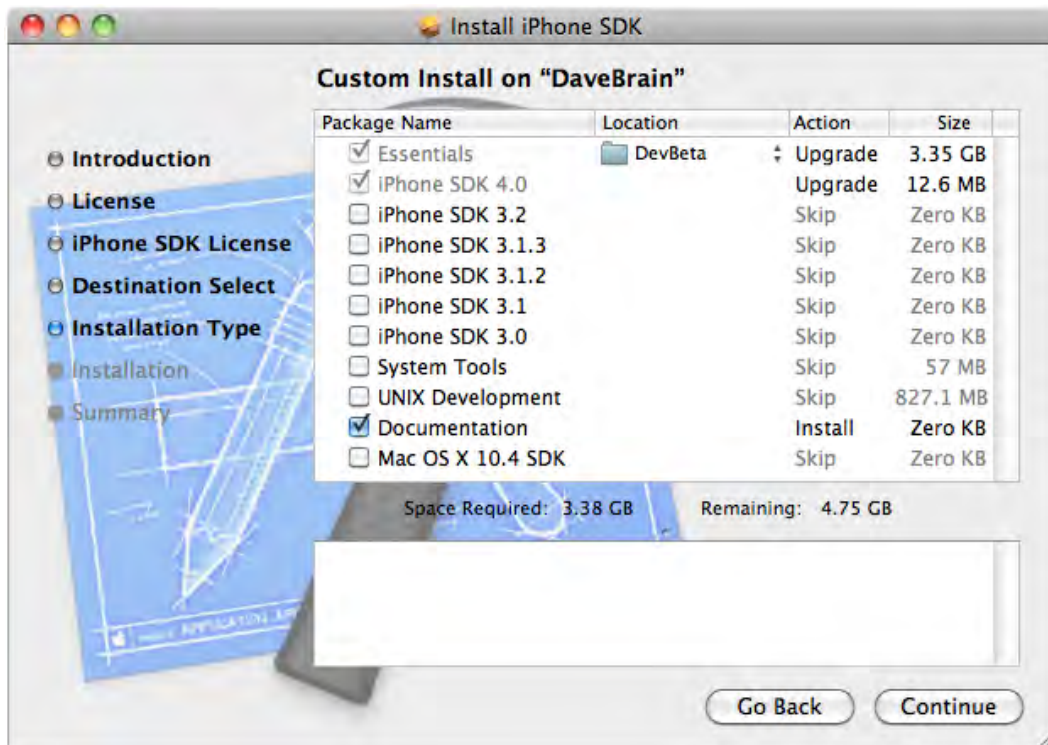 Install iPhone SDK
Custom Install on “DaveBrain”
Introduction
License
iPhone SDK License
Destination Select
Installation Type
Installation
Summary
Package Name Location Action Size
Essentials DevBeta Upgrade 3.35 GB
iPhone SDK 4.0 Upgrade 12.6 MB
iPhone SDK 3.2 Skip Zero KB
iPhone SDK 3.1.3 Skip Zero KB
iPhone SDK 3.1.2 Skip Zero KB
iPhone SDK 3.1 Skip Zero KB
iPhone SDK 3.0 Skip Zero KB
System Tools Skip 57 MB
UNIX Development Skip 827.1 MB
Documentation Install Zero KB
Mac OS X 10.4 SDK Skip Zero KB
Space Required: 3.38 GB Remaining: 4.75 GB
APPLICATION
Go Back Continue